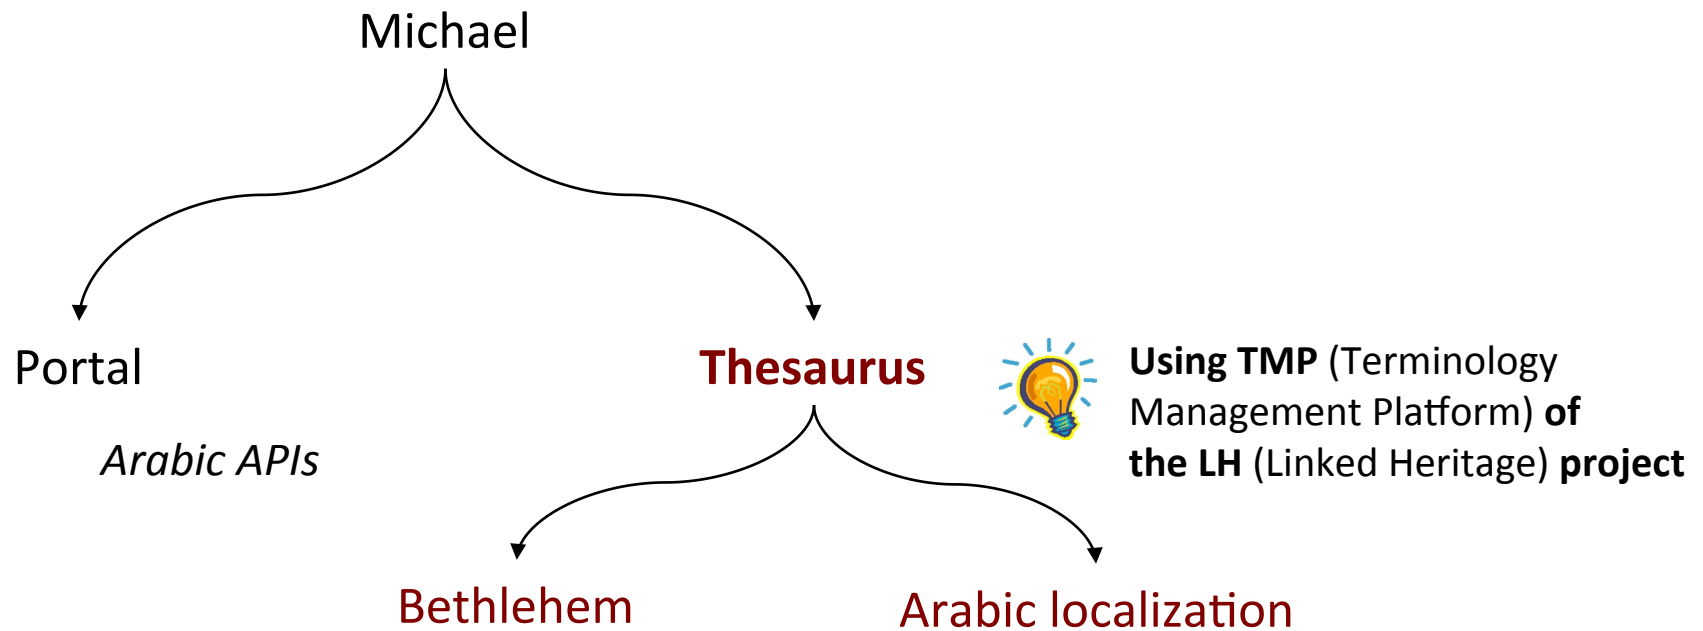 Michael
Portal
Thesaurus
Using TMP (Terminology
Management Platform) of
the LH (Linked Heritage) project
Arabic APIs
Bethlehem
Arabic localization